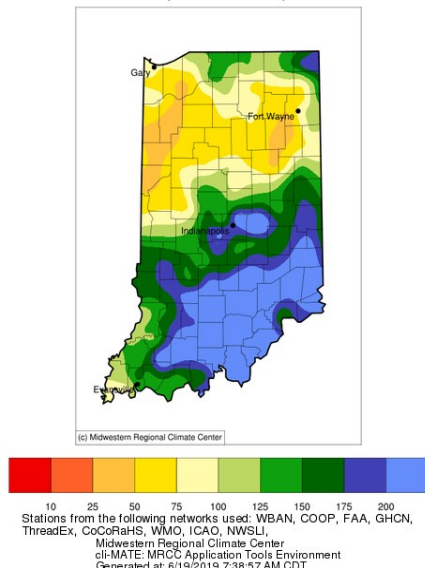 Gary
Fort Wayne
Indianapolis
Evansville
(c) Midwestern Regional Climate Center
10 25 50 75 100 125 150 175 200
Stations from the following networks used: WBAN, COOP, FAA, GHCN,
ThreadEx, CoCoRaHS, WMO, ICAO, NWSLI,
Midwestern Regional Climate Center
cli-MATE: MRCC Application Tools Environment
Generated at: 6/19/2019 7:38:57 AM CDT